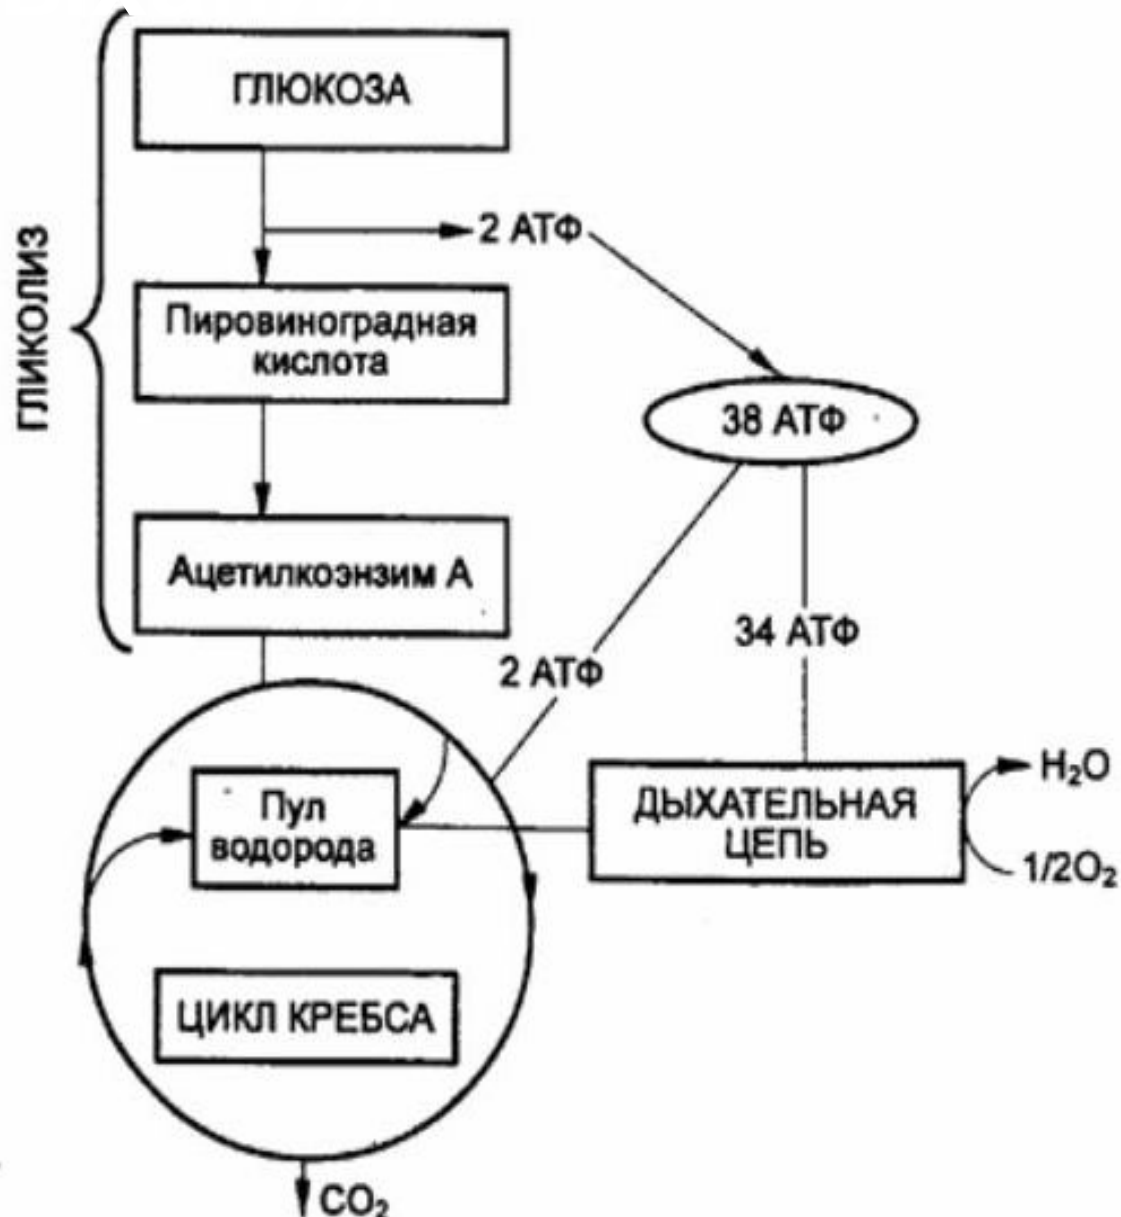 ГЛИКОЛИЗ
ГЛЮКОЗА
2 АТФ
Пировиноградная
кислота
38 АТФ
Ацетилкоэнзим А
34 АТФ
2 АТФ
Пул
водорода
ДЫХАТЕЛЬНАЯ
ЦЕПЬ
H₂O
1/2O₂
ЦИКЛ КРЕБСА
CO₂